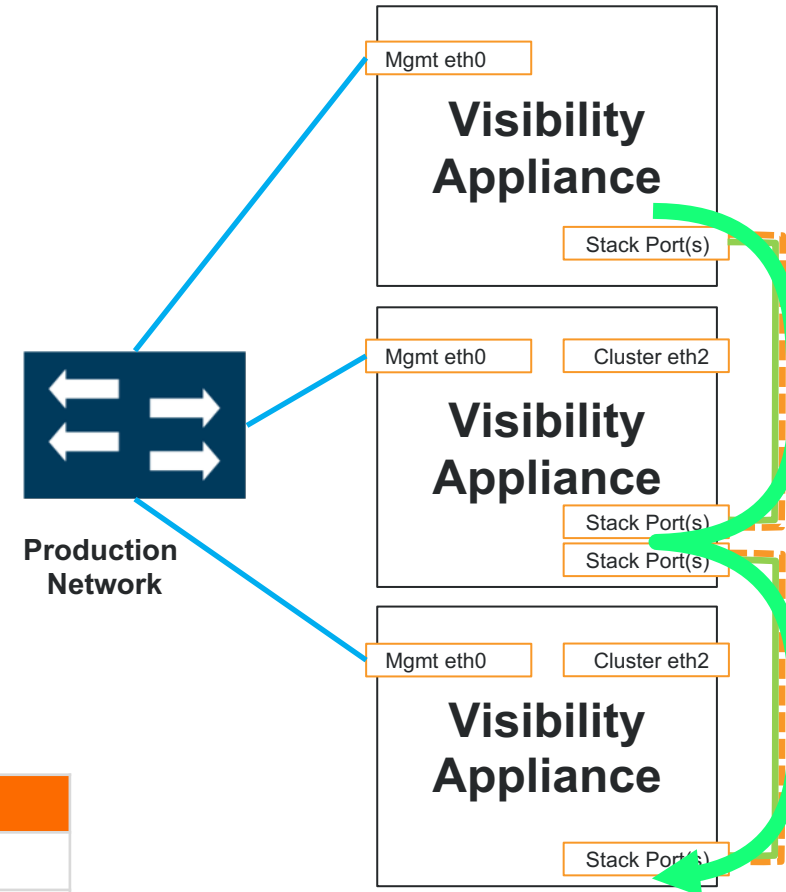 Mgmt eth0
Visibility
Appliance
Stack Port(s)
Mgmt eth0
Cluster eth2
Visibility
Appliance
Stack Port(s)
Stack Port(s)
Production
Network
Mgmt eth0
Cluster eth2
Visibility
Appliance
Stack Port(s)